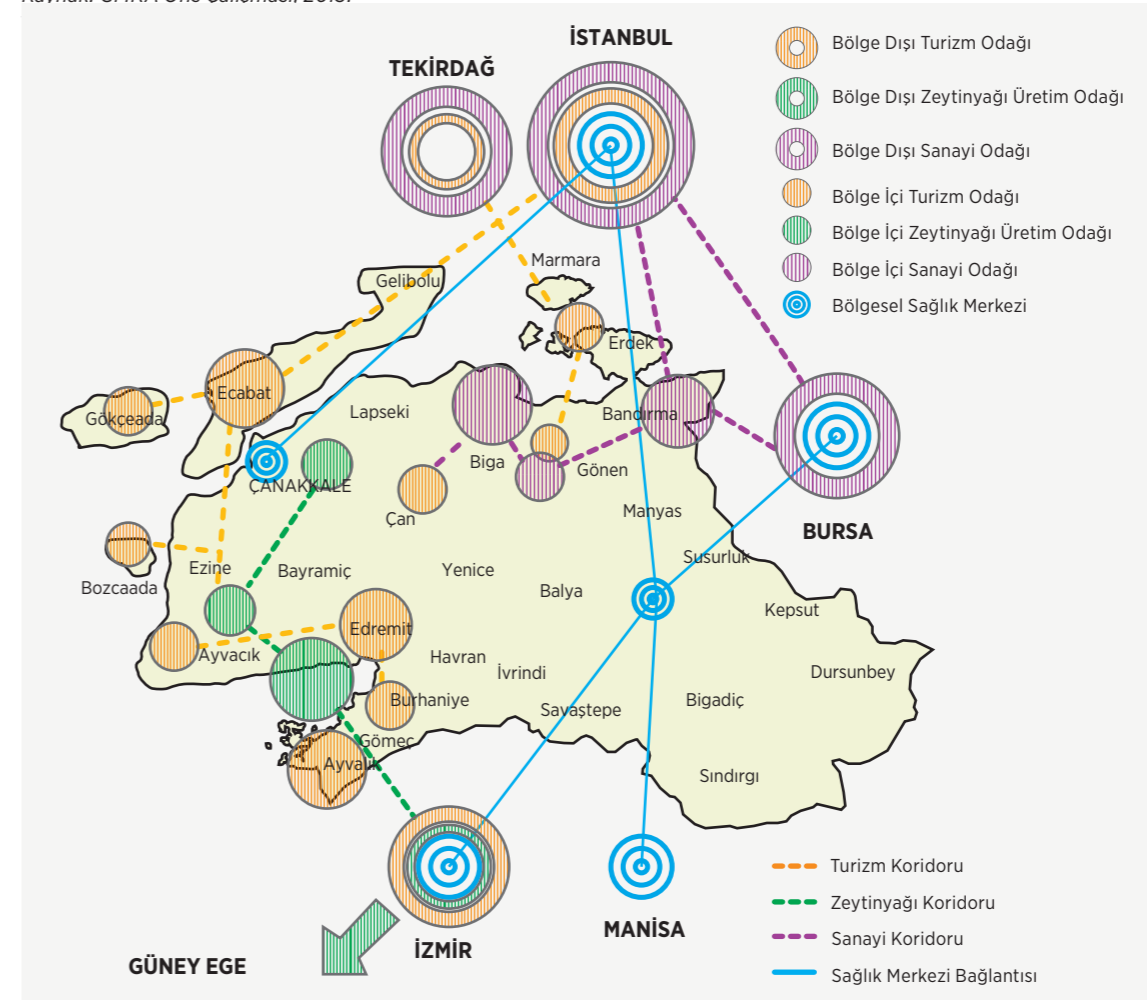 İSTANBUL
TEKİRDAĞ
Bölge Dışı Turizm Odağı
Bölge Dışı Zeytinyağı Üretim Odağı
Bölge Dışı Sanayi Odağı
Bölge İçi Turizm Odağı
Bölge İçi Zeytinyağı Üretim Odağı
Bölge İçi Sanayi Odağı
Bölgesel Sağlık Merkezi
Marmara
Gelibolu
Erdek
Ecabat
Gökçeada
Lapseki
Bandırma
Biga
Gönen
ÇANAKKALE
Çan
Manyas
BURSA
Susurluk
Ezine
Bayramiç
Yenice
Bozcaada
Balya
Kepsut
Edremit
Ayvacık
Havran
İvrindi
Dursunbey
Burhaniye
Savaştepe
Bigadiç
Gömeç
Ayvalık
Sındırgı
Turizm Koridoru
Zeytinyağı Koridoru
Sanayi Koridoru
Sağlık Merkezi Bağlantısı
MANİSA
İZMİR
GÜNEY EGE